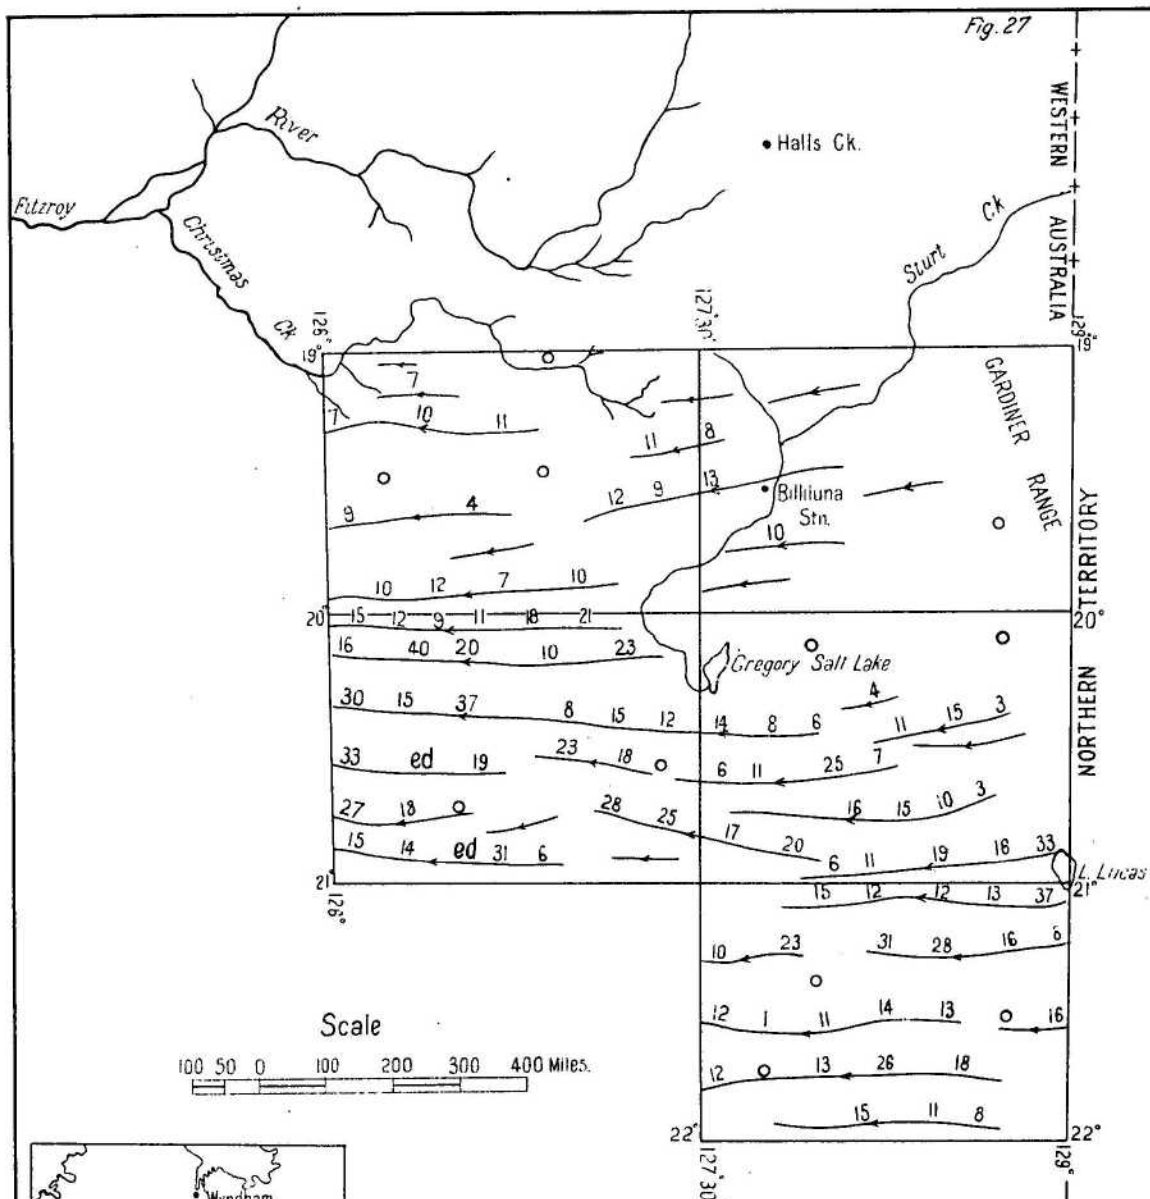 Fig. 27
WESTERN AUSTRALIA
River
Halls Ck.
Fitzroy
Christmas Ck
Sturt Ck
126° 127°30' 129°
19° 19°
GARDINER RANGE
7
7 10 11
11 8
12 9 13
Billiluna Stn.
9 4
10
10 12 7 10
NORTHERN TERRITORY
20° 20°
15 12 9 11 18 21
16 40 20 10 23
Gregory Salt Lake
4
30 15 37 8 15 12 14 8 6
11 15 3
33 ed 19 23 18 6 11 25 7
27 18 28 25 17 20
16 15 10 3
15 14 ed 31 6
6 11 19 18 33
L. Lucas
21° 21°
126°
15 12 12 13 37
10 23 31 28 16 8
12 1 11 14 13 16
12 13 26 18
15 11 8
Scale
100 50 0 100 200 300 400 Miles.
22° 22°
127°30 129°
Wyndham